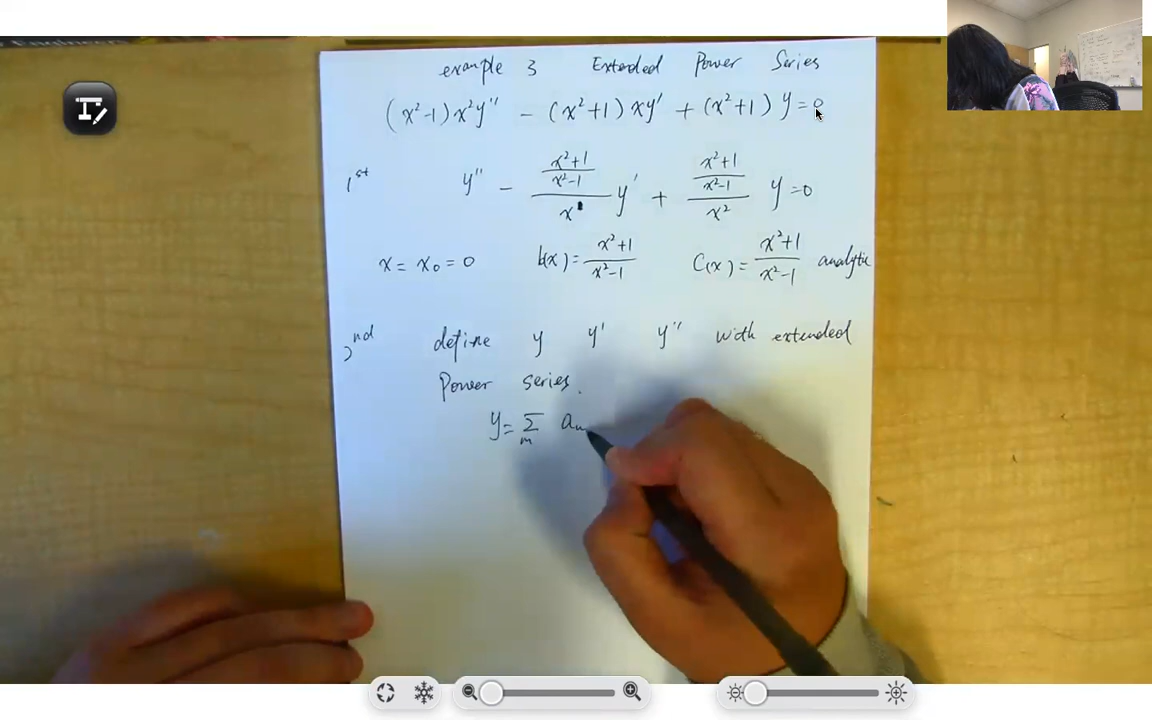 example 3 Extended Power Series
(x²-1) x²y'' - (x²+1) xy' + (x²+1) y = 0
1st y'' - ((x²+1)/(x²-1))/x y' + ((x²+1)/(x²-1))/x² y = 0
x = x₀ = 0 b(x) = (x²+1)/(x²-1) C(x) = (x²+1)/(x²-1) analytic
2nd define y y' y'' with extended
Power series.
y = Σ_m a_m